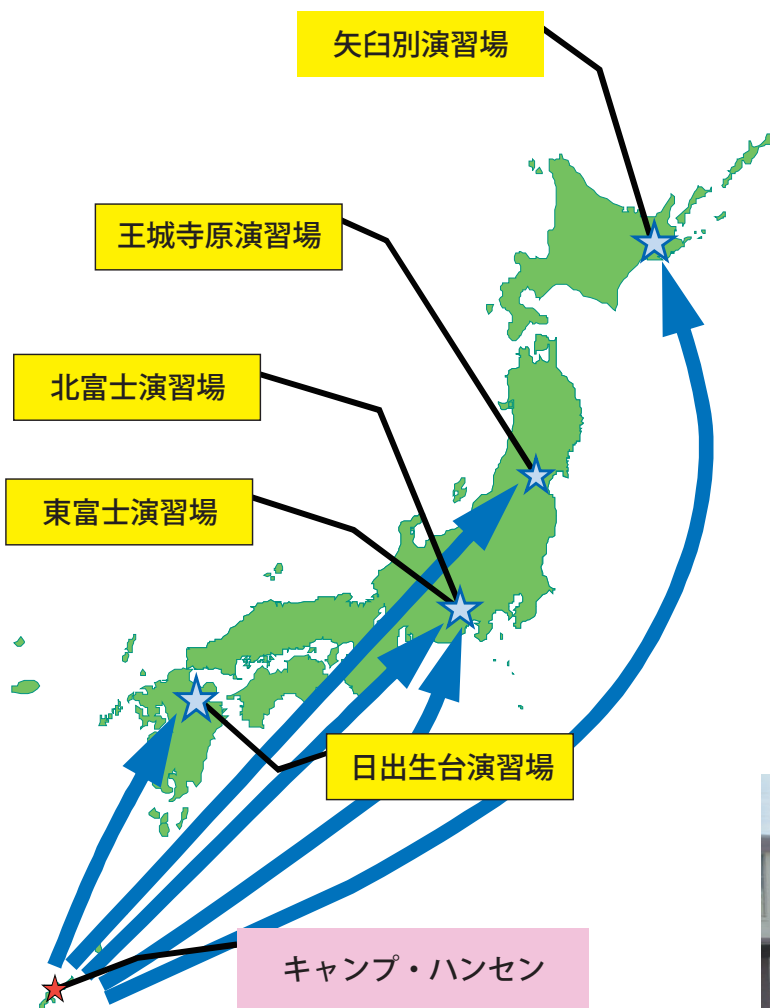 矢臼別演習場
王城寺原演習場
北富士演習場
東富士演習場
日出生台演習場
キャンプ・ハンセン